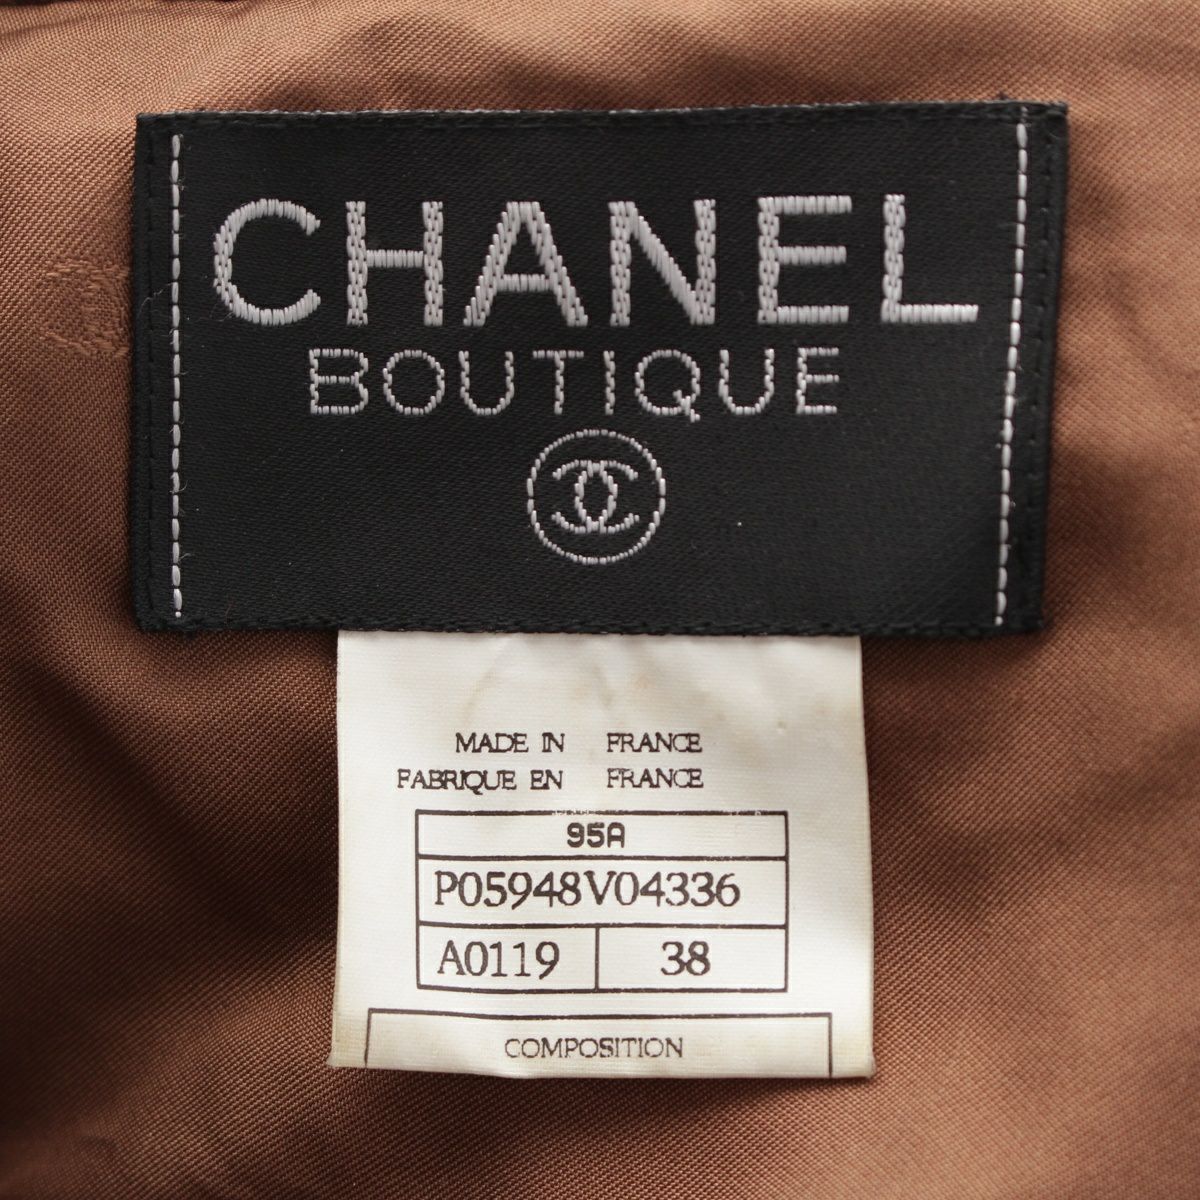 CHANEL
BOUTIQUE
MADE IN FRANCE
FABRIQUE EN FRANCE
95A
P05948V04336
A0119 38
COMPOSITION